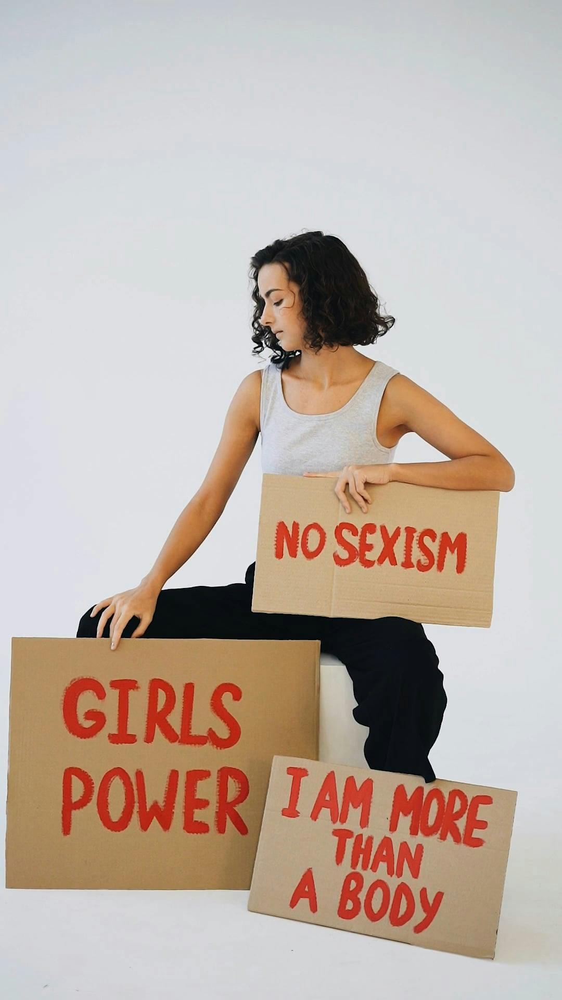 NO SEXISM
GIRLS
POWER
I AM MORE
THAN
A BODY